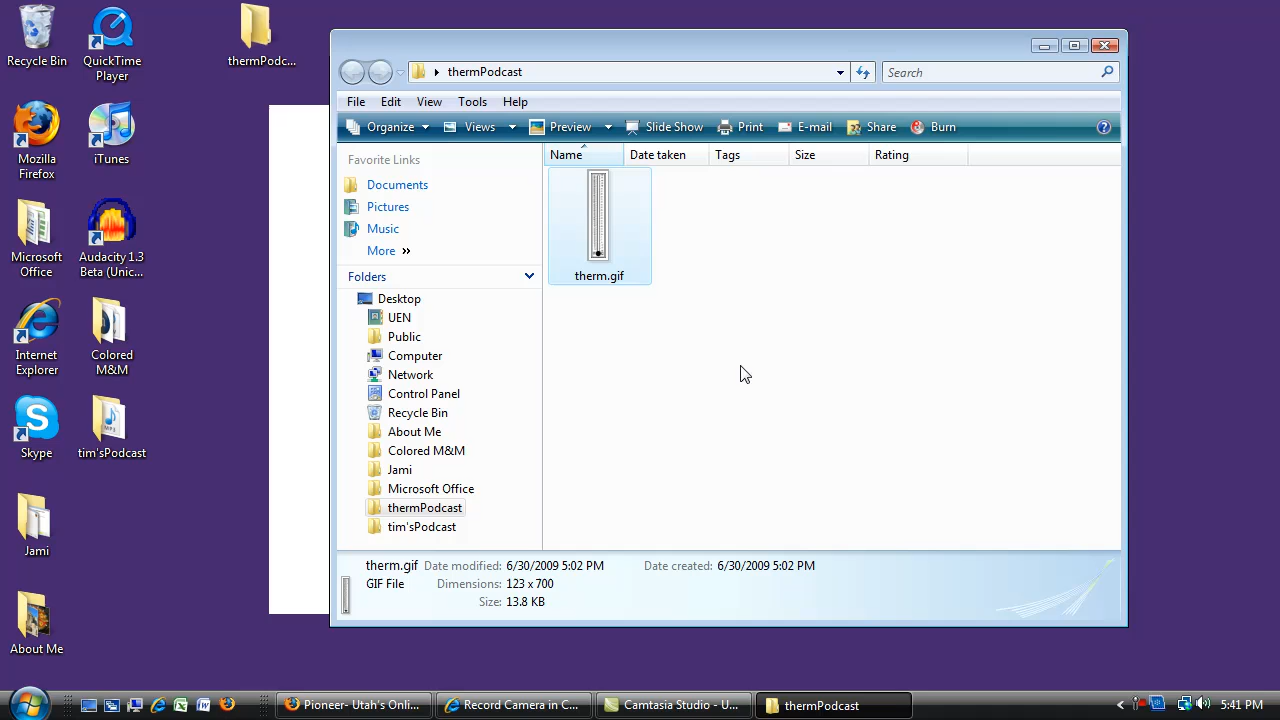 Recycle Bin
QuickTime
Player
thermPodc...
Mozilla
Firefox
iTunes
Microsoft
Office
Audacity 1.3
Beta (Unic...
Internet
Explorer
Colored
M&M
Skype
tim'sPodcast
Jami
About Me
thermPodcast
Search
File Edit View Tools Help
Organize Views Preview Slide Show Print E-mail Share Burn
Favorite Links
Documents
Pictures
Music
More »
Folders
Desktop
UEN
Public
Computer
Network
Control Panel
Recycle Bin
About Me
Colored M&M
Jami
Microsoft Office
thermPodcast
tim'sPodcast
Name Date taken Tags Size Rating
therm.gif
therm.gif Date modified: 6/30/2009 5:02 PM Date created: 6/30/2009 5:02 PM
GIF File Dimensions: 123 x 700
Size: 13.8 KB
Pioneer- Utah's Onli... Record Camera in C... Camtasia Studio - U... thermPodcast 5:41 PM